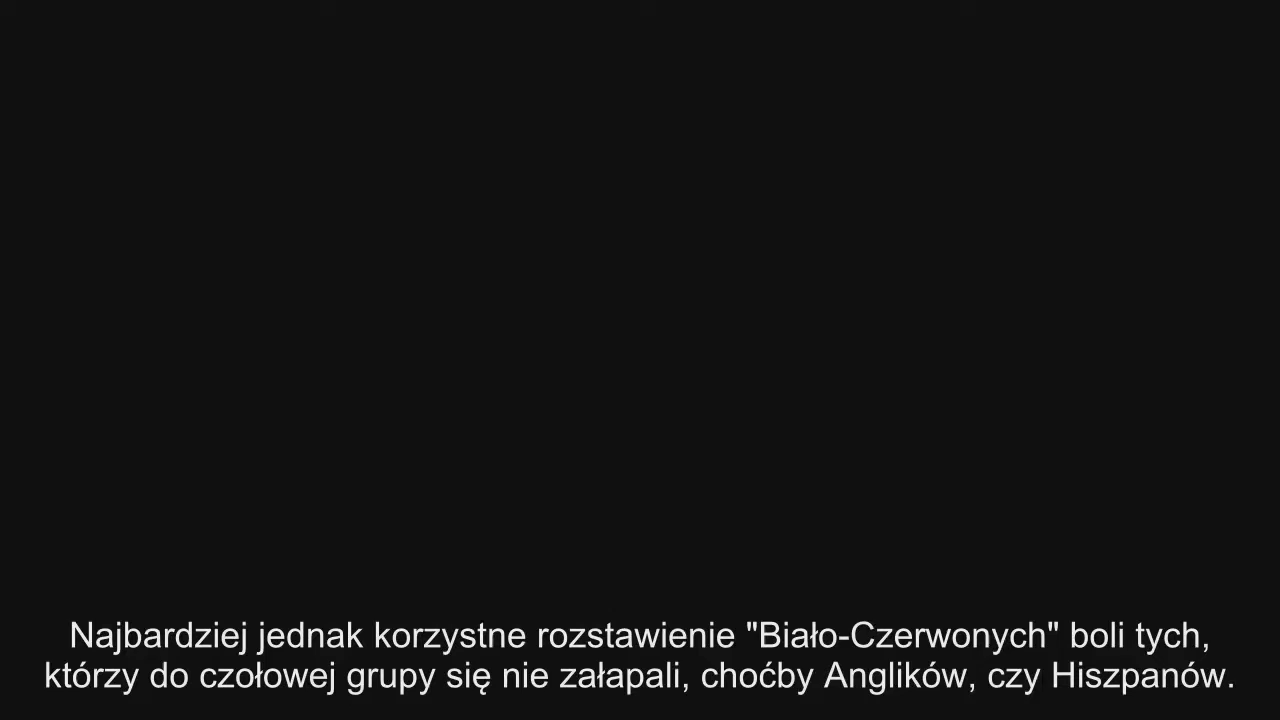 Najbardziej jednak korzystne rozstawienie "Biało-Czerwonych" boli tych,
którzy do czołowej grupy się nie załapali, choćby Anglików, czy Hiszpanów.